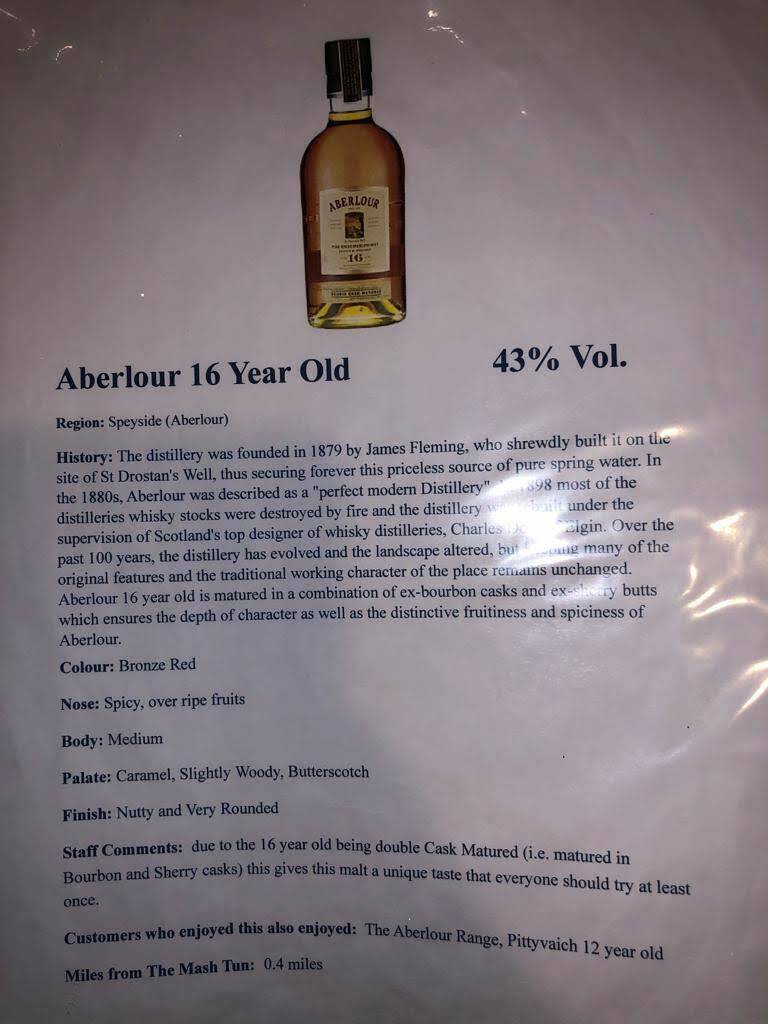 ABERLOUR
16
Aberlour 16 Year Old 43% Vol.
Region: Speyside (Aberlour)
History: The distillery was founded in 1879 by James Fleming, who shrewdly built it on the
site of St Drostan's Well, thus securing forever this priceless source of pure spring water. In
the 1880s, Aberlour was described as a "perfect modern Distillery" 1898 most of the
distilleries whisky stocks were destroyed by fire and the distillery under the
supervision of Scotland's top designer of whisky distilleries, Charles Elgin. Over the
past 100 years, the distillery has evolved and the landscape altered, but many of the
original features and the traditional working character of the place remains unchanged.
Aberlour 16 year old is matured in a combination of ex-bourbon casks and ex-sherry butts
which ensures the depth of character as well as the distinctive fruitiness and spiciness of
Aberlour.
Colour: Bronze Red
Nose: Spicy, over ripe fruits
Body: Medium
Palate: Caramel, Slightly Woody, Butterscotch
Finish: Nutty and Very Rounded
Staff Comments: due to the 16 year old being double Cask Matured (i.e. matured in
Bourbon and Sherry casks) this gives this malt a unique taste that everyone should try at least
once.
Customers who enjoyed this also enjoyed: The Aberlour Range, Pittyvaich 12 year old
Miles from The Mash Tun: 0.4 miles